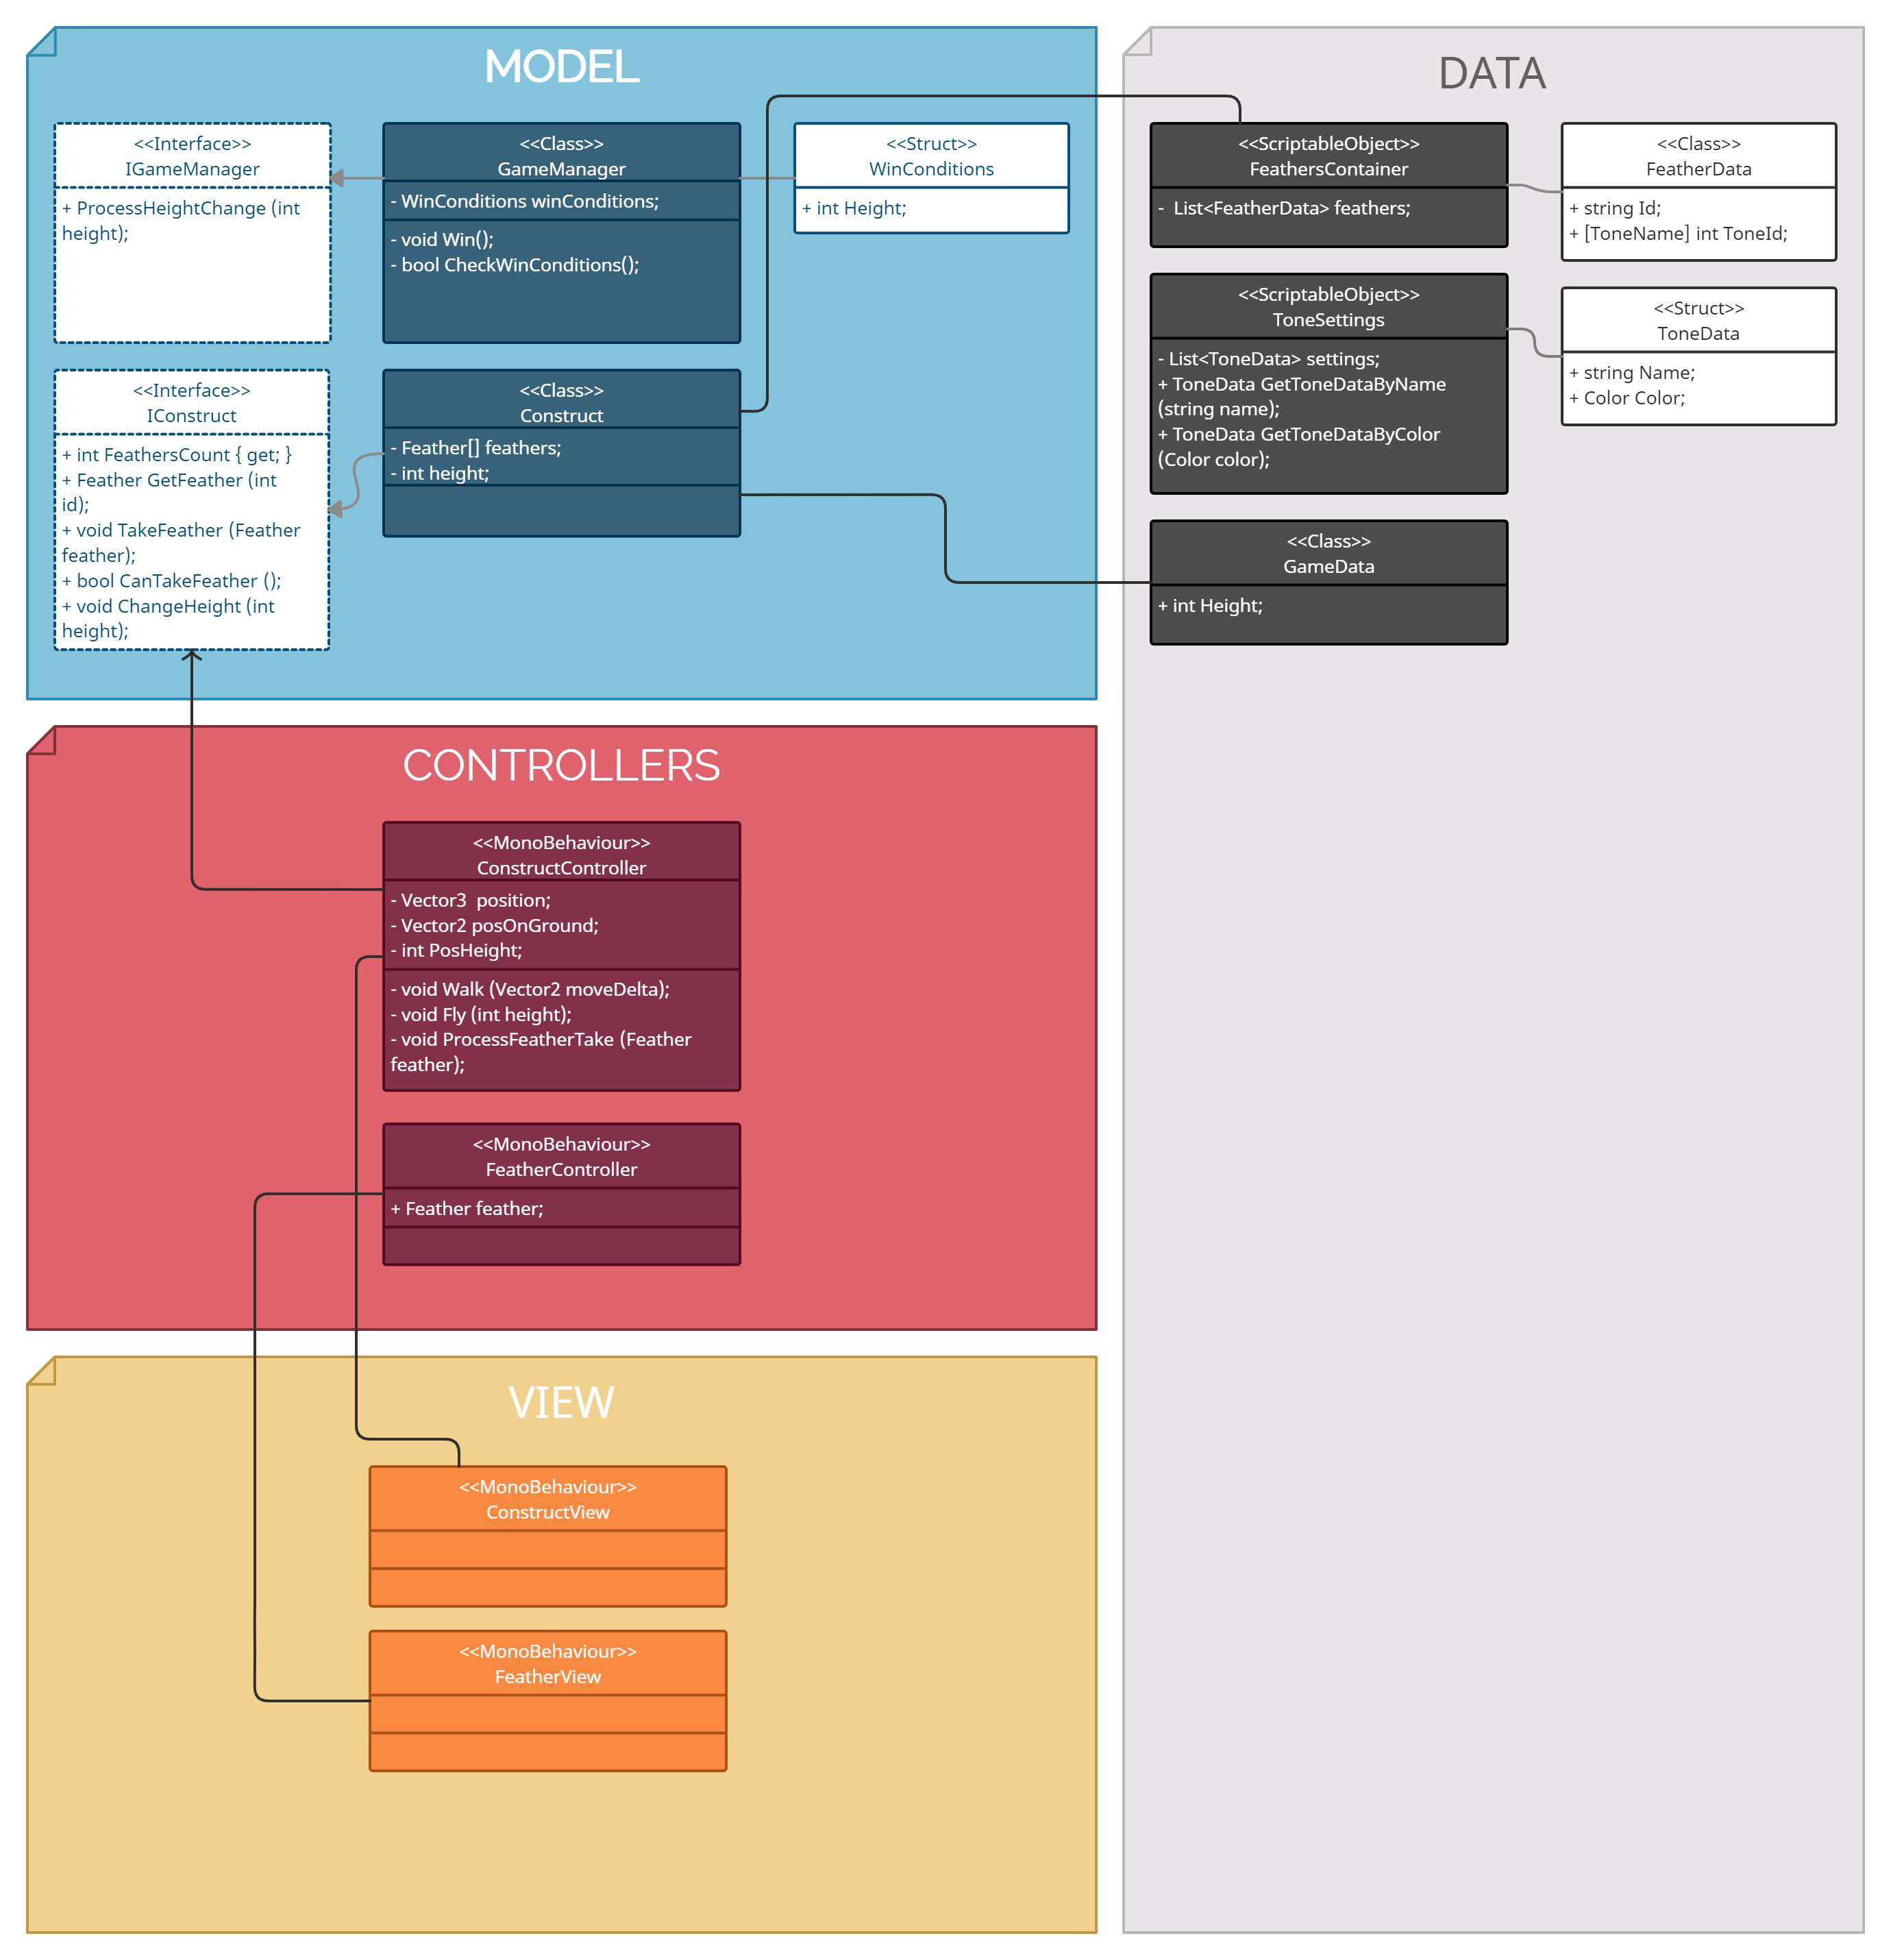 MODEL
<<Interface>>
IGameManager
+ ProcessHeightChange (int
height);
<<Class>>
GameManager
- WinConditions winConditions;
- void Win();
- bool CheckWinConditions();
<<Struct>>
WinConditions
+ int Height;
<<Interface>>
IConstruct
+ int FeathersCount { get; }
+ Feather GetFeather (int
id);
+ void TakeFeather (Feather
feather);
+ bool CanTakeFeather ();
+ void ChangeHeight (int
height);
<<Class>>
Construct
- Feather[] feathers;
- int height;
DATA
<<ScriptableObject>>
FeathersContainer
-  List<FeatherData> feathers;
<<Class>>
FeatherData
+ string Id;
+ [ToneName] int ToneId;
<<ScriptableObject>>
ToneSettings
- List<ToneData> settings;
+ ToneData GetToneDataByName
(string name);
+ ToneData GetToneDataByColor
(Color color);
<<Struct>>
ToneData
+ string Name;
+ Color Color;
<<Class>>
GameData
+ int Height;
CONTROLLERS
<<MonoBehaviour>>
ConstructController
- Vector3  position;
- Vector2 posOnGround;
- int PosHeight;
- void Walk (Vector2 moveDelta);
- void Fly (int height);
- void ProcessFeatherTake (Feather
feather);
<<MonoBehaviour>>
FeatherController
+ Feather feather;
VIEW
<<MonoBehaviour>>
ConstructView
<<MonoBehaviour>>
FeatherView